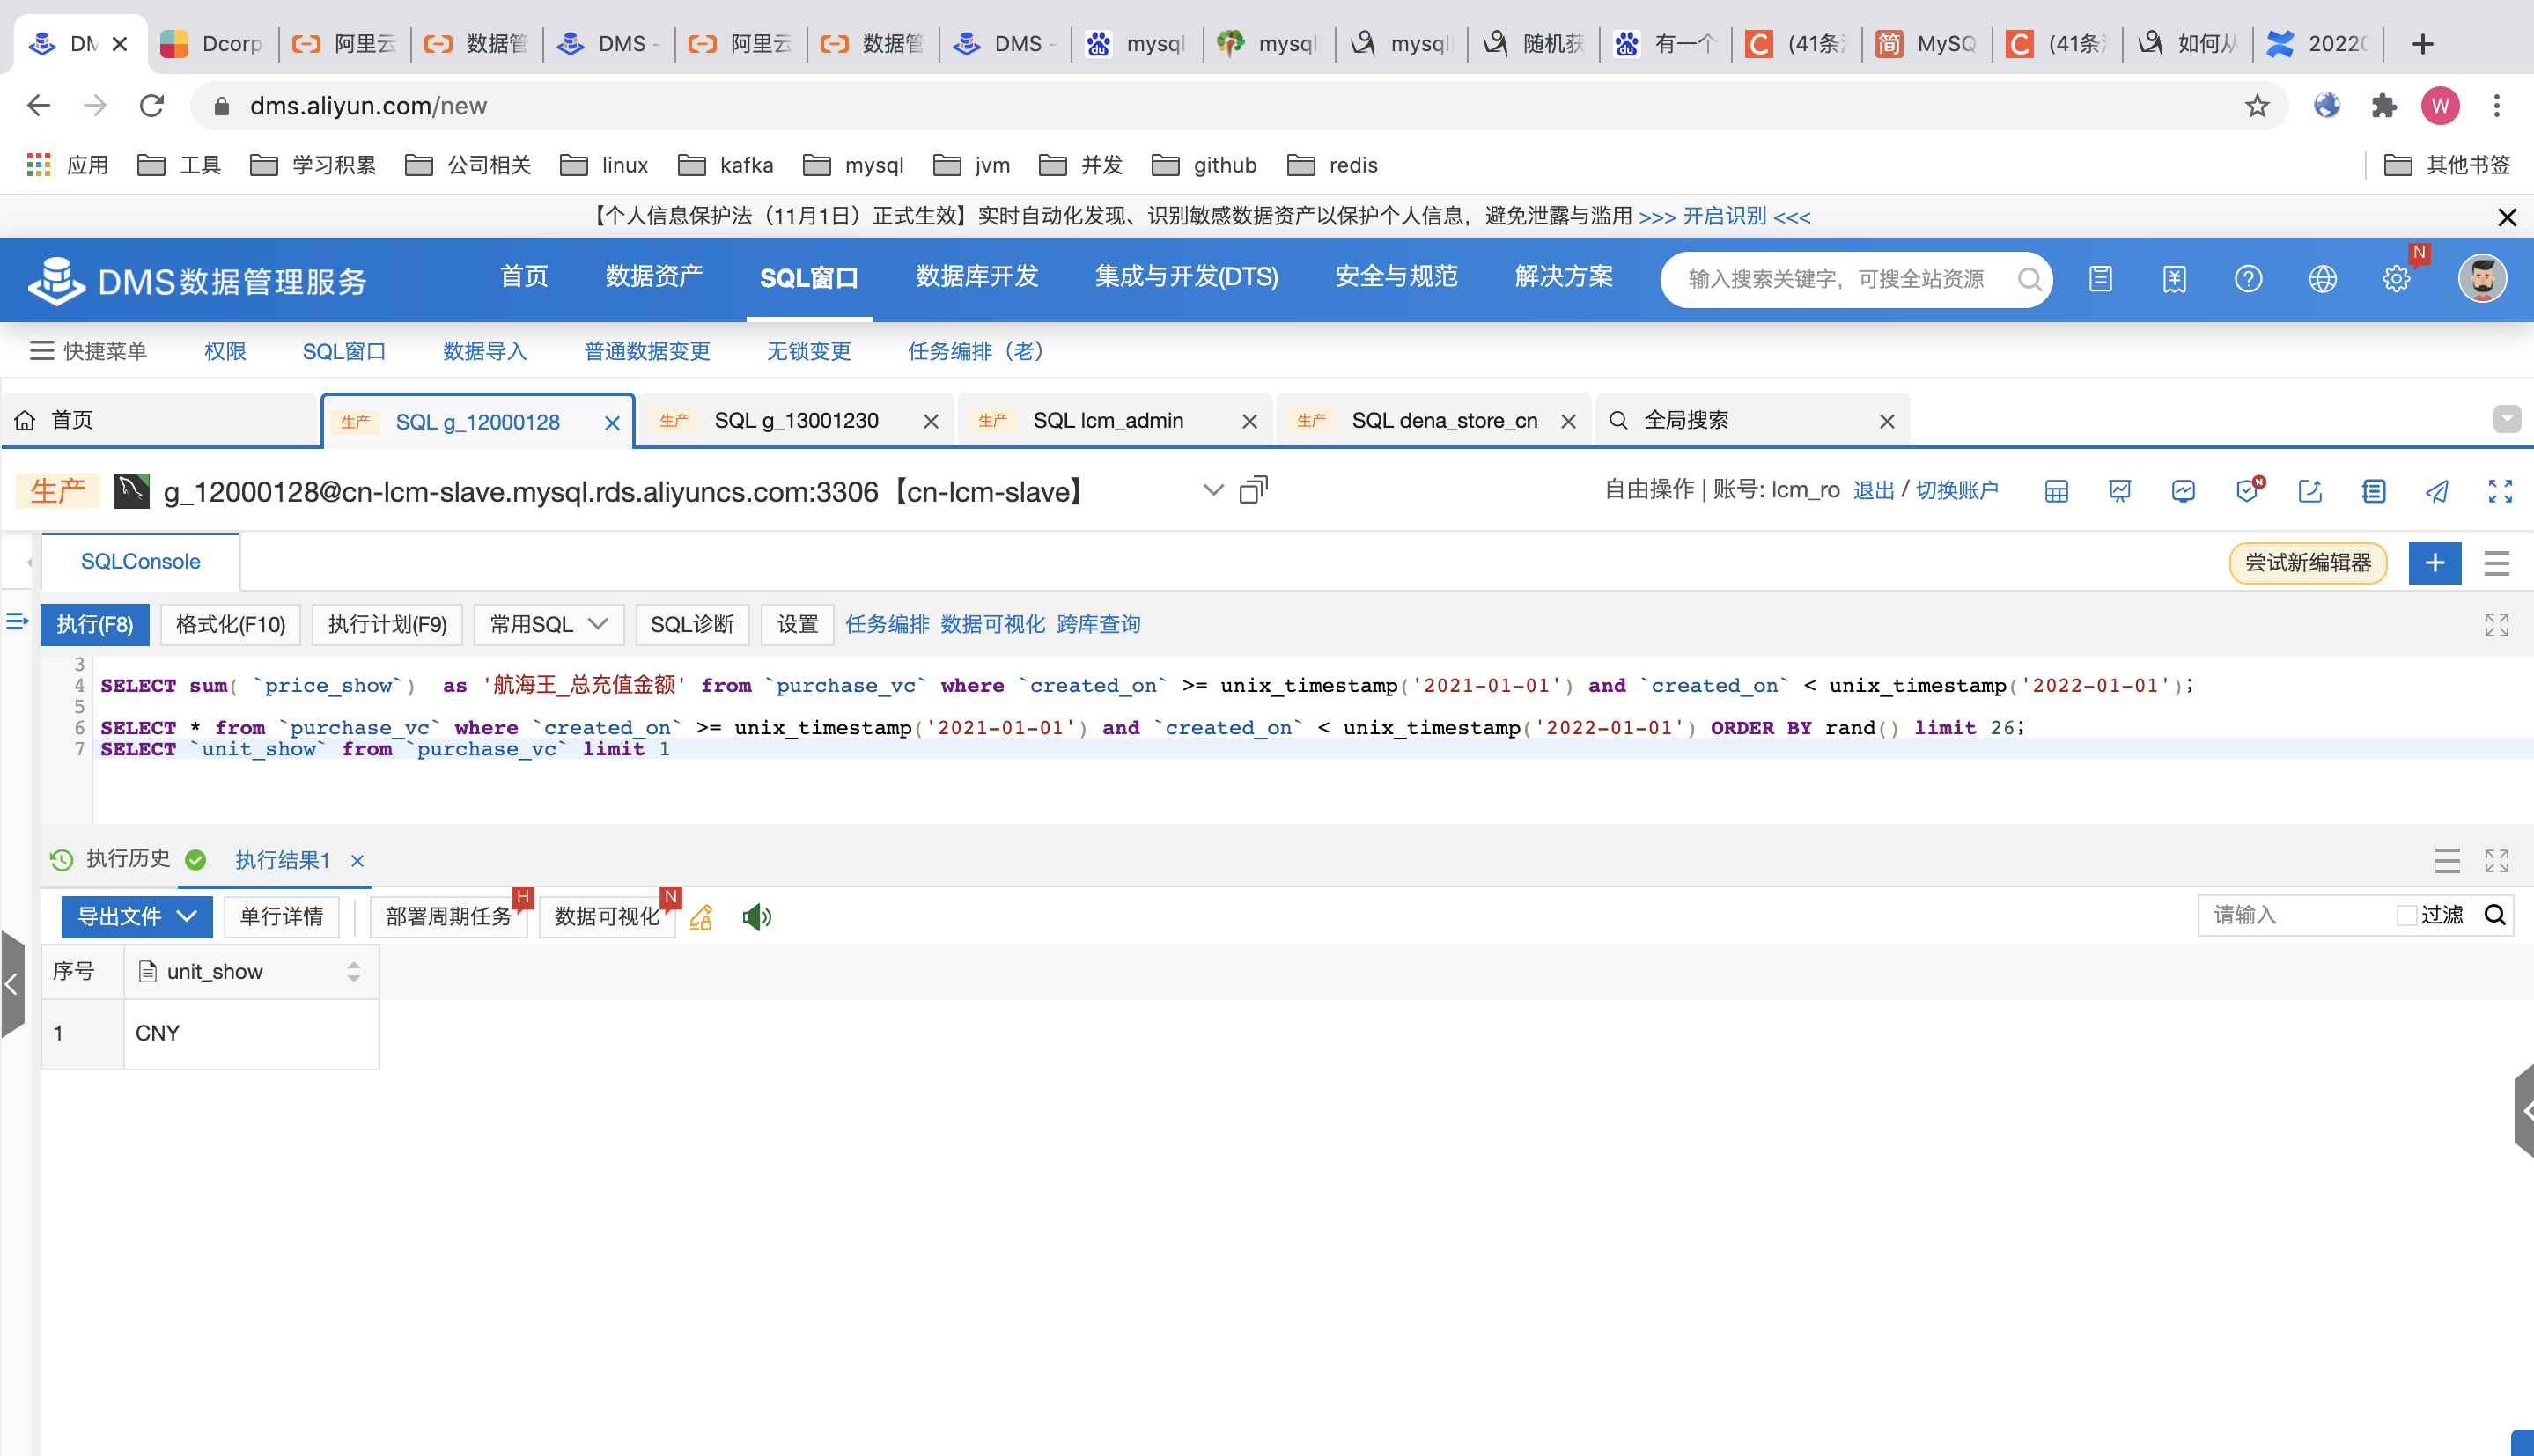 DM Dcorp 阿里云 数据管 DMS - 阿里云 数据管 DMS - mysql mysql mysql 随机获 有一个 (41条 MySQ (41条 如何从 2022
dms.aliyun.com/new W
应用 工具 学习积累 公司相关 linux kafka mysql jvm 并发 github redis 其他书签
【个人信息保护法（11月1日）正式生效】实时自动化发现、识别敏感数据资产以保护个人信息，避免泄露与滥用 >>> 开启识别 <<<
DMS数据管理服务 首页 数据资产 SQL窗口 数据库开发 集成与开发(DTS) 安全与规范 解决方案 输入搜索关键字，可搜全站资源 N
快捷菜单 权限 SQL窗口 数据导入 普通数据变更 无锁变更 任务编排（老）
首页 生产 SQL g_12000128 生产 SQL g_13001230 生产 SQL lcm_admin 生产 SQL dena_store_cn 全局搜索
生产 g_12000128@cn-lcm-slave.mysql.rds.aliyuncs.com:3306【cn-lcm-slave】 自由操作 | 账号: lcm_ro 退出 / 切换账户 N
SQLConsole 尝试新编辑器 +
执行(F8) 格式化(F10) 执行计划(F9) 常用SQL SQL诊断 设置 任务编排 数据可视化 跨库查询
3
4 SELECT sum( `price_show`)  as '航海王_总充值金额' from `purchase_vc` where `created_on` >= unix_timestamp('2021-01-01') and `created_on` < unix_timestamp('2022-01-01');
5
6 SELECT * from `purchase_vc` where `created_on` >= unix_timestamp('2021-01-01') and `created_on` < unix_timestamp('2022-01-01') ORDER BY rand() limit 26;
7 SELECT `unit_show` from `purchase_vc` limit 1
执行历史 执行结果1
导出文件 单行详情 部署周期任务 H 数据可视化 N 请输入 过滤
序号 unit_show
1 CNY